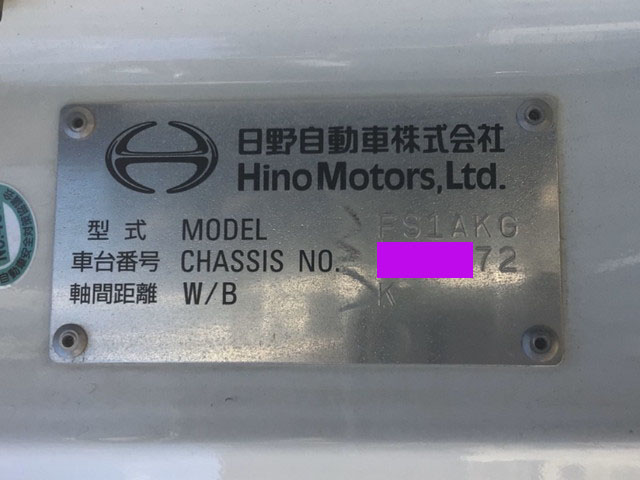 日野自動車株式会社
Hino Motors, Ltd.
型式 MODEL FS1AKG
車台番号 CHASSIS NO. 72
軸間距離 W/B K